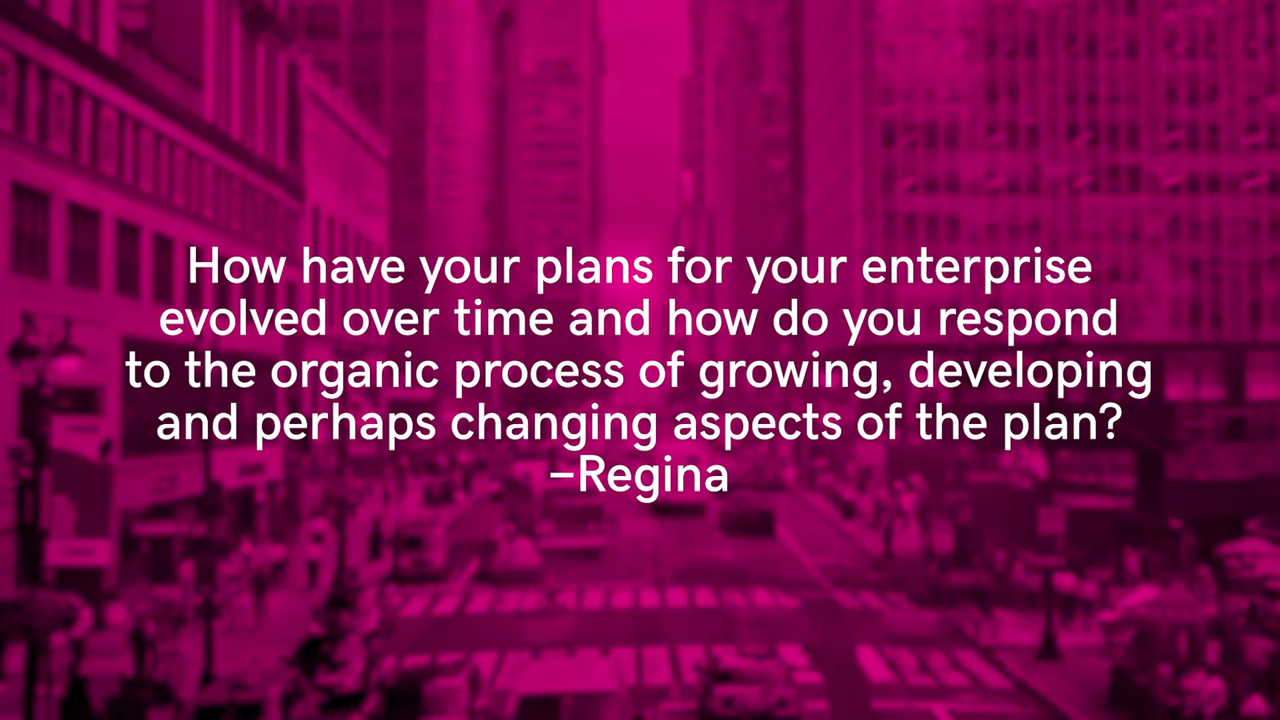 How have your plans for your enterprise
evolved over time and how do you respond
to the organic process of growing, developing
and perhaps changing aspects of the plan?
–Regina